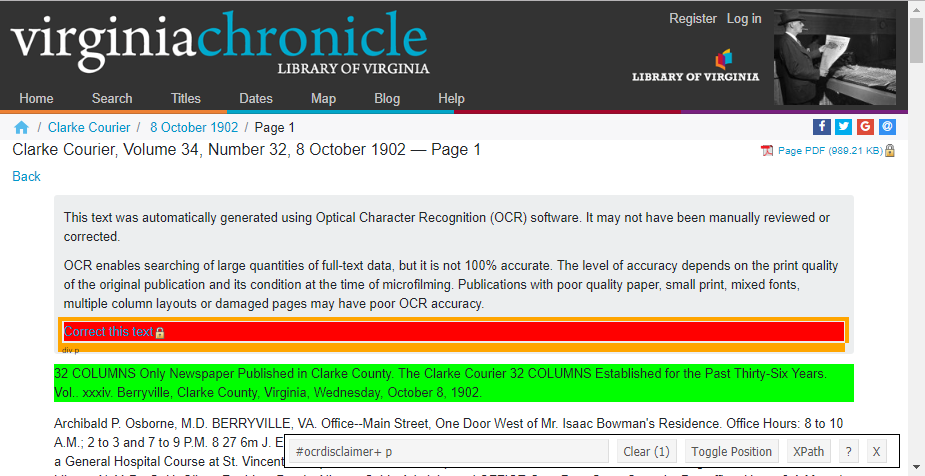 virginiachronicle
LIBRARY OF VIRGINIA
Register Log in
LIBRARY OF VIRGINIA
Home Search Titles Dates Map Blog Help
/ Clarke Courier / 8 October 1902 / Page 1
Clarke Courier, Volume 34, Number 32, 8 October 1902 — Page 1
Page PDF (989.21 KB)
Back
This text was automatically generated using Optical Character Recognition (OCR) software. It may not have been manually reviewed or
corrected.
OCR enables searching of large quantities of full-text data, but it is not 100% accurate. The level of accuracy depends on the print quality
of the original publication and its condition at the time of microfilming. Publications with poor quality paper, small print, mixed fonts,
multiple column layouts or damaged pages may have poor OCR accuracy.
Correct this text
div p
32 COLUMNS Only Newspaper Published in Clarke County. The Clarke Courier 32 COLUMNS Established for the Past Thirty-Six Years.
Vol.. xxxiv. Berryville, Clarke County, Virginia, Wednesday, October 8, 1902.
Archibald P. Osborne, M.D. BERRYVILLE, VA. Office--Main Street, One Door West of Mr. Isaac Bowman's Residence. Office Hours: 8 to 10
A.M.; 2 to 3 and 7 to 9 P.M. 8 27 6m J. E
a General Hospital Course at St. Vincent
#ocrdisclaimer+ p Clear (1) Toggle Position XPath ? X